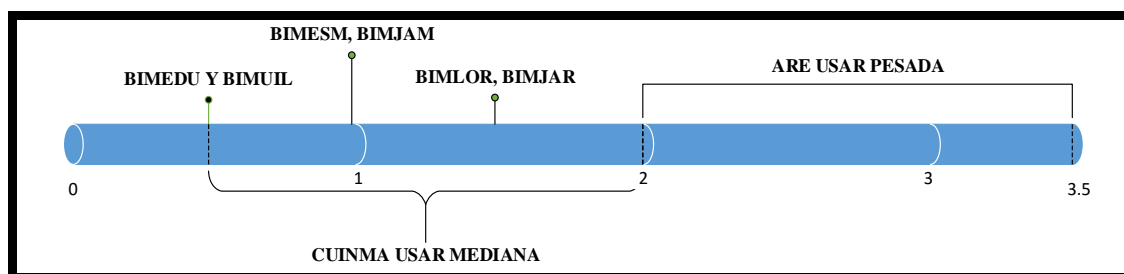 BIMESM, BIMJAM
BIMEDU Y BIMUIL
BIMLOR, BIMJAR
ARE USAR PESADA
0
1
2
3
3.5
CUINMA USAR MEDIANA